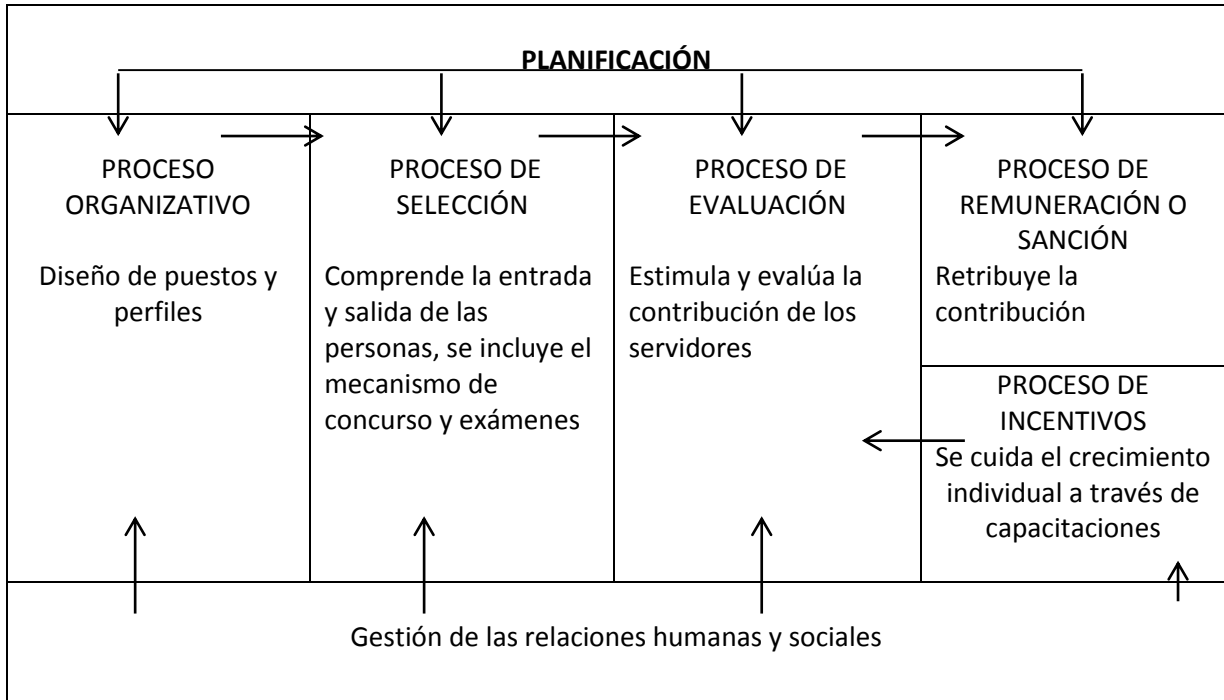 PLANIFICACIÓN
PROCESO
ORGANIZATIVO
Diseño de puestos y
perfiles
PROCESO DE
SELECCIÓN
Comprende la entrada
y salida de las
personas, se incluye el
mecanismo de
concurso y exámenes
PROCESO DE
EVALUACIÓN
Estimula y evalúa la
contribución de los
servidores
PROCESO DE
REMUNERACIÓN O
SANCIÓN
Retribuye la
contribución
PROCESO DE
INCENTIVOS
Se cuida el crecimiento
individual a través de
capacitaciones
Gestión de las relaciones humanas y sociales